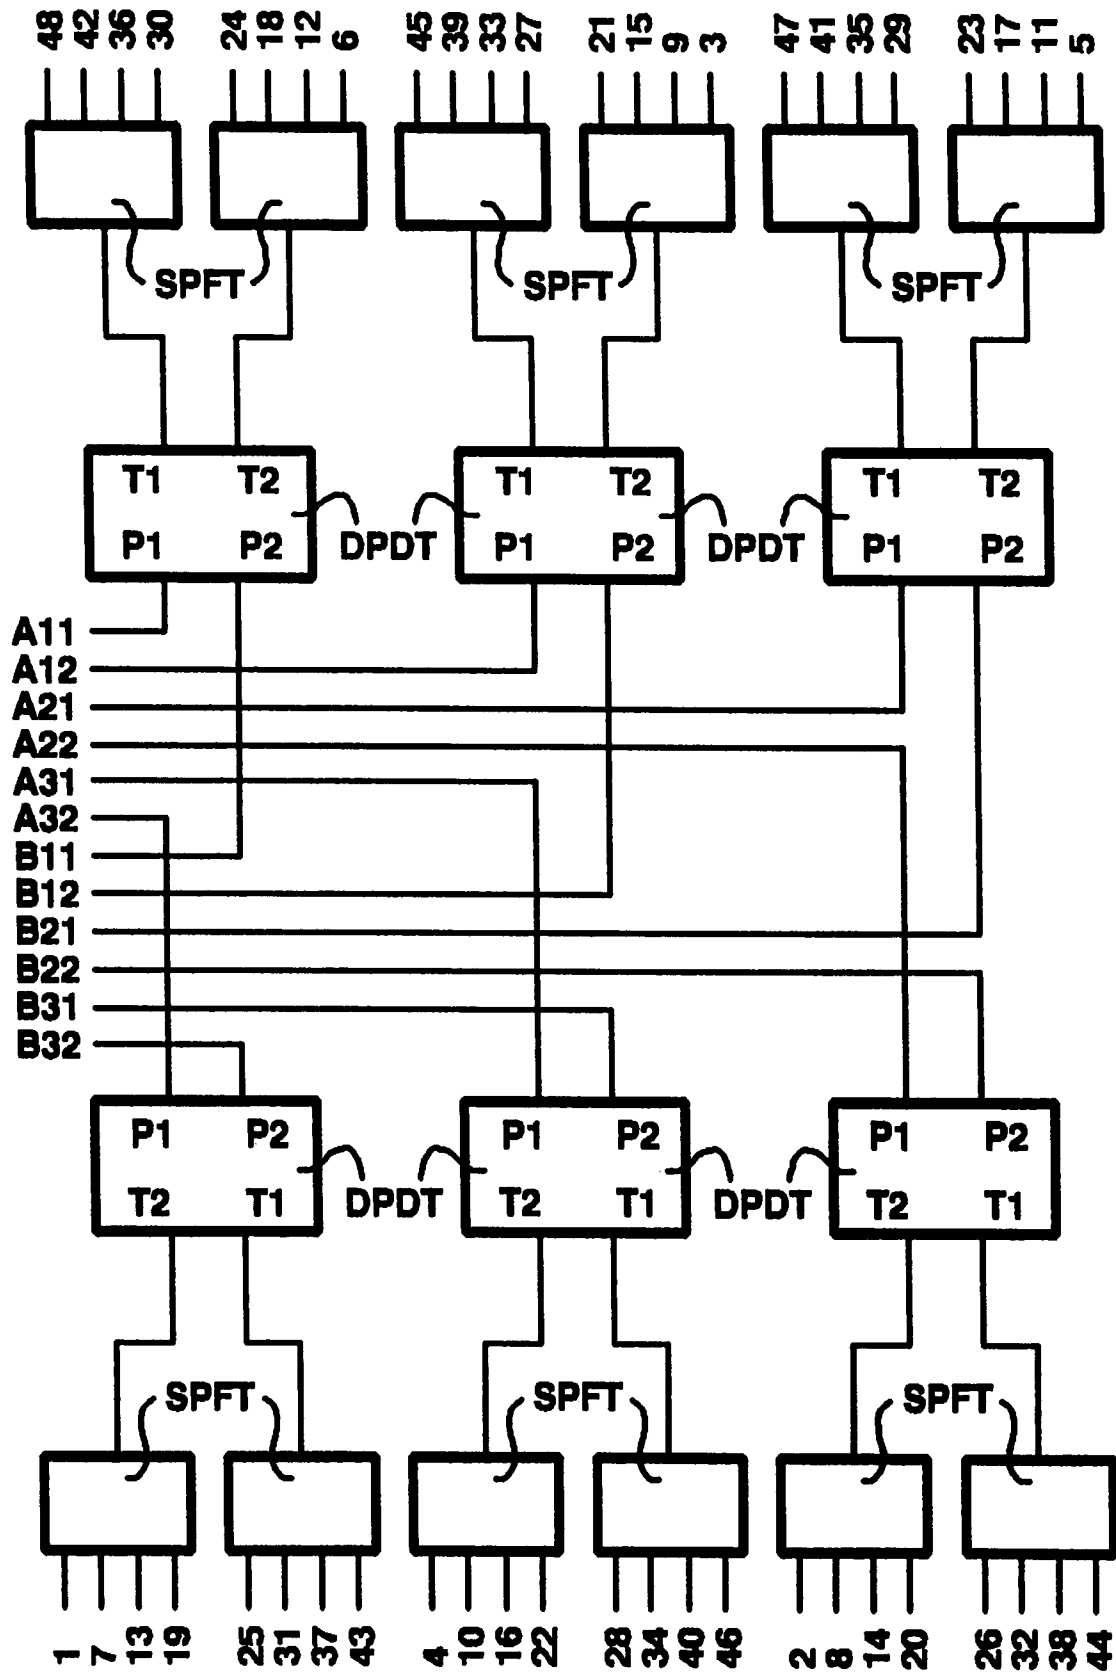 48 42 36 30 24 18 12 6 45 39 33 27 21 15 9 3 47 41 35 29 23 17 11 5
SPFT SPFT SPFT
T1 T2 T1 T2 T1 T2
DPDT DPDT
P1 P2 P1 P2 P1 P2
A11
A12
A21
A22
A31
A32
B11
B12
B21
B22
B31
B32
P1 P2 P1 P2 P1 P2
DPDT DPDT
T2 T1 T2 T1 T2 T1
SPFT SPFT SPFT
1 7 13 19 25 31 37 43 4 10 16 22 28 34 40 46 2 8 14 20 26 32 38 44